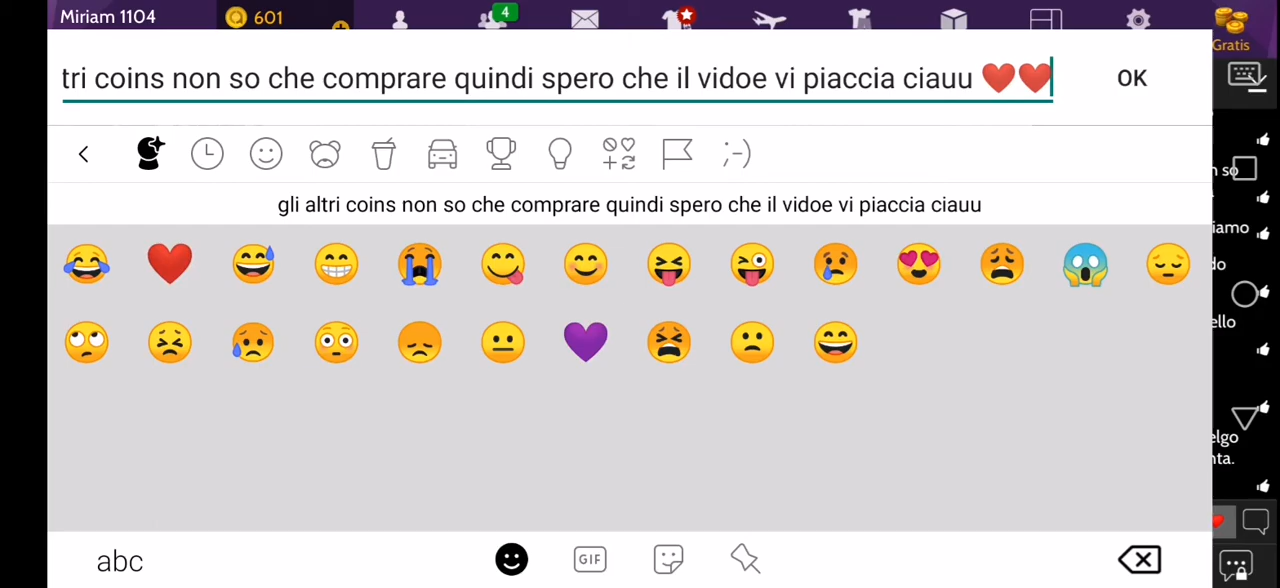 Miriam 1104
601
4
Gratis
tri coins non so che comprare quindi spero che il vidoe vi piaccia ciauu ❤️❤️
OK
;-)
gli altri coins non so che comprare quindi spero che il vidoe vi piaccia ciauu
n so
iamo
do
ello
elgo
nta.
abc
GIF